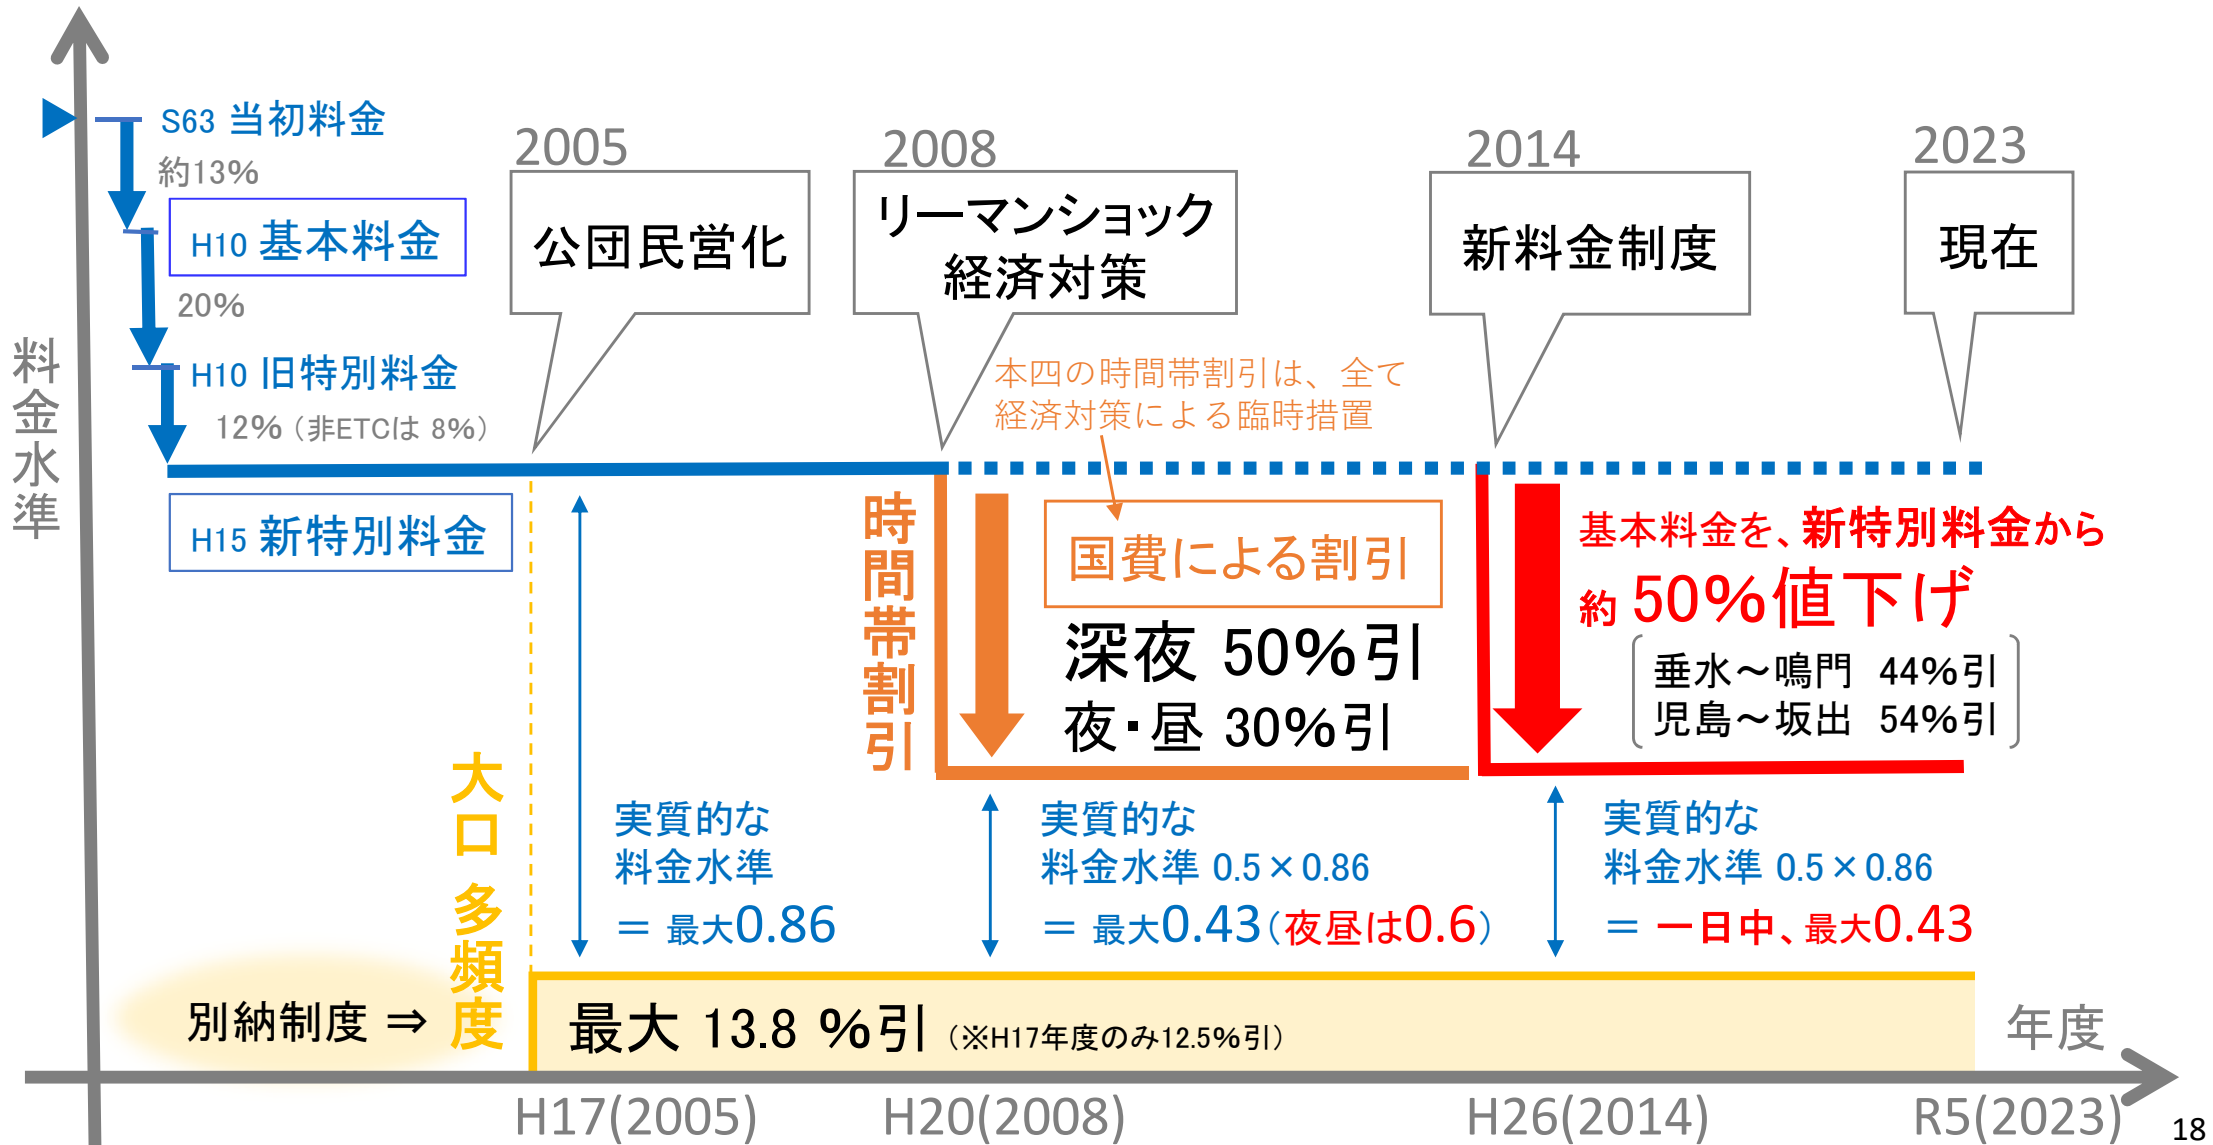 料金水準
S63 当初料金
約13%
H10 基本料金
20%
H10 旧特別料金
12%（非ETCは 8%）
H15 新特別料金
2005
公団民営化
2008
リーマンショック
経済対策
2014
新料金制度
2023
現在
本四の時間帯割引は、全て
経済対策による臨時措置
時間帯割引
国費による割引
深夜 50%引
夜・昼 30%引
基本料金を、新特別料金から
約 50%値下げ
垂水～鳴門 44%引
児島～坂出 54%引
大口 多頻度
実質的な
料金水準
＝ 最大0.86
実質的な
料金水準 0.5×0.86
＝ 最大0.43（夜昼は0.6）
実質的な
料金水準 0.5×0.86
＝ 一日中、最大0.43
別納制度 ⇒
最大 13.8 %引（※H17年度のみ12.5%引）
年度
H17(2005)
H20(2008)
H26(2014)
R5(2023)
18